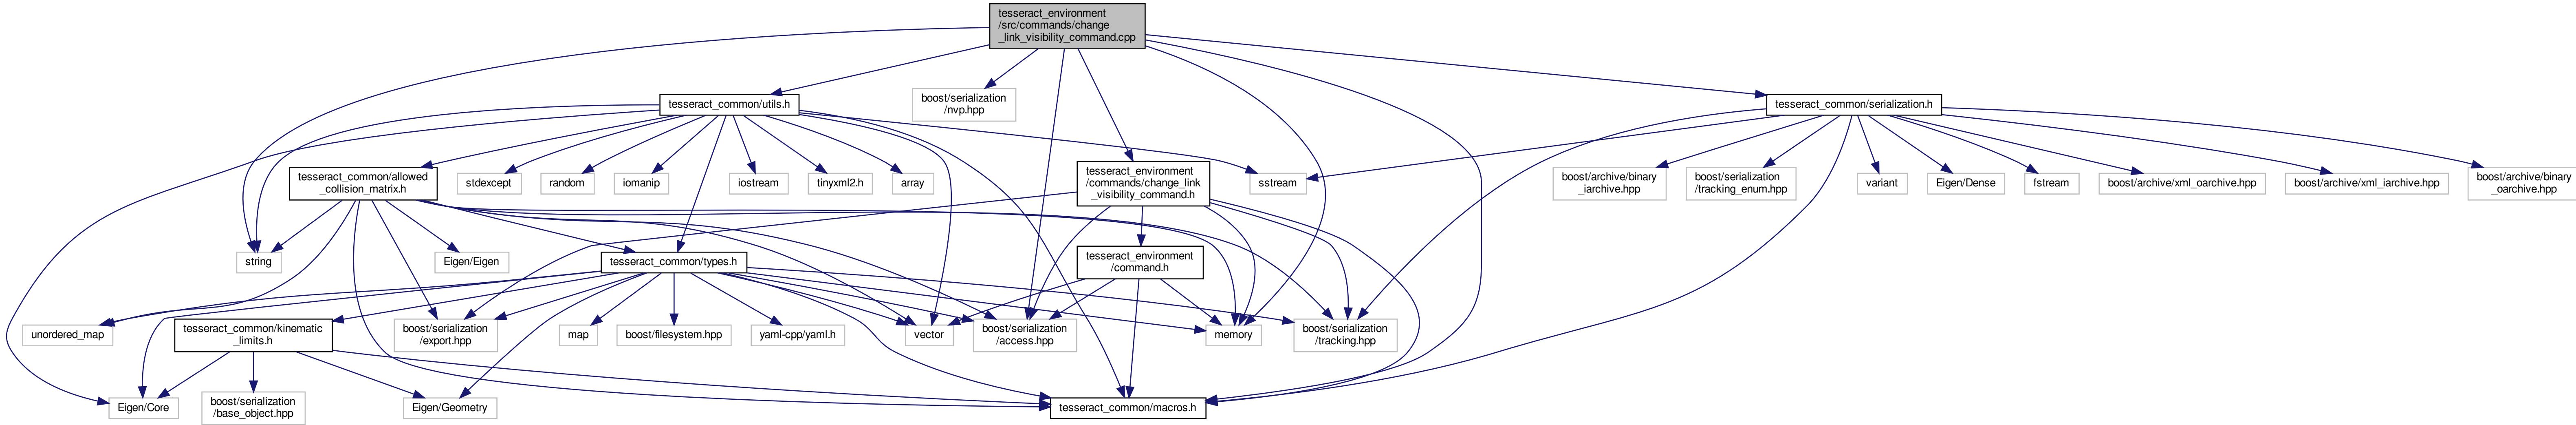 tesseract_environment
/src/commands/change
_link_visibility_command.cpp
tesseract_common/utils.h
boost/serialization
/nvp.hpp
tesseract_common/serialization.h
tesseract_common/allowed
_collision_matrix.h
stdexcept
random
iomanip
iostream
tinyxml2.h
array
tesseract_environment
/commands/change_link
_visibility_command.h
sstream
boost/archive/binary
_iarchive.hpp
boost/serialization
/tracking_enum.hpp
variant
Eigen/Dense
fstream
boost/archive/xml_oarchive.hpp
boost/archive/xml_iarchive.hpp
boost/archive/binary
_oarchive.hpp
string
Eigen/Eigen
tesseract_common/types.h
tesseract_environment
/command.h
unordered_map
tesseract_common/kinematic
_limits.h
boost/serialization
/export.hpp
map
boost/filesystem.hpp
yaml-cpp/yaml.h
vector
boost/serialization
/access.hpp
memory
boost/serialization
/tracking.hpp
Eigen/Core
boost/serialization
/base_object.hpp
Eigen/Geometry
tesseract_common/macros.h